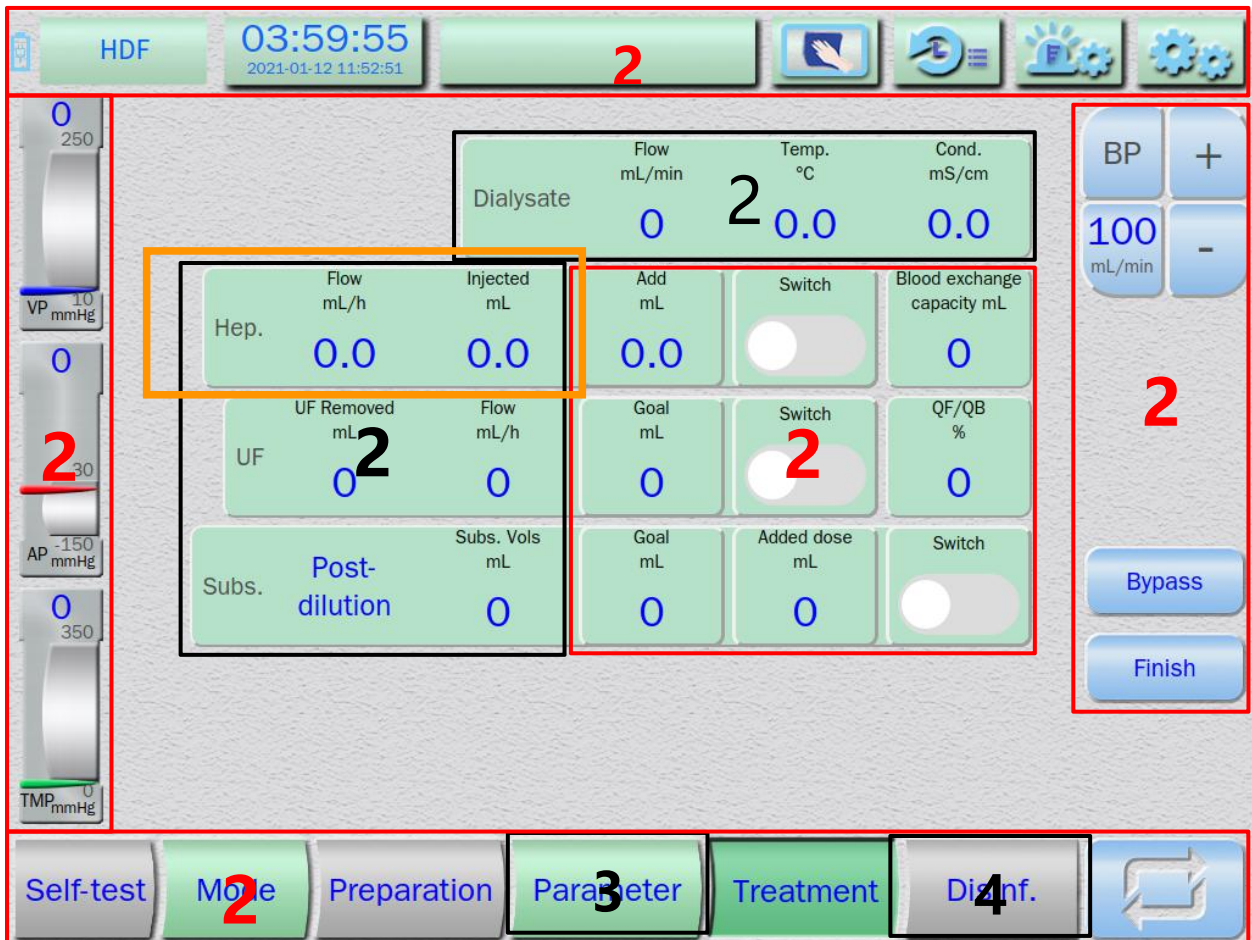 HDF
03:59:55
2021-01-12 11:52:51
2
F
0
250
10
VP mmHg
0
30
2
-150
AP mmHg
0
350
0
TMP mmHg
Dialysate
Flow
mL/min
0
Temp.
°C
0.0
Cond.
mS/cm
0.0
2
Hep.
Flow
mL/h
0.0
Injected
mL
0.0
Add
mL
0.0
Switch
Blood exchange
capacity mL
0
UF
UF Removed
mL
0
2
Flow
mL/h
0
Goal
mL
0
Switch
2
QF/QB
%
0
Subs.
Post-
dilution
Subs. Vols
mL
0
Goal
mL
0
Added dose
mL
0
Switch
BP
+
100
mL/min
-
2
Bypass
Finish
Self-test
Mode
2
Preparation
Parameter
3
Treatment
Disinf.
4